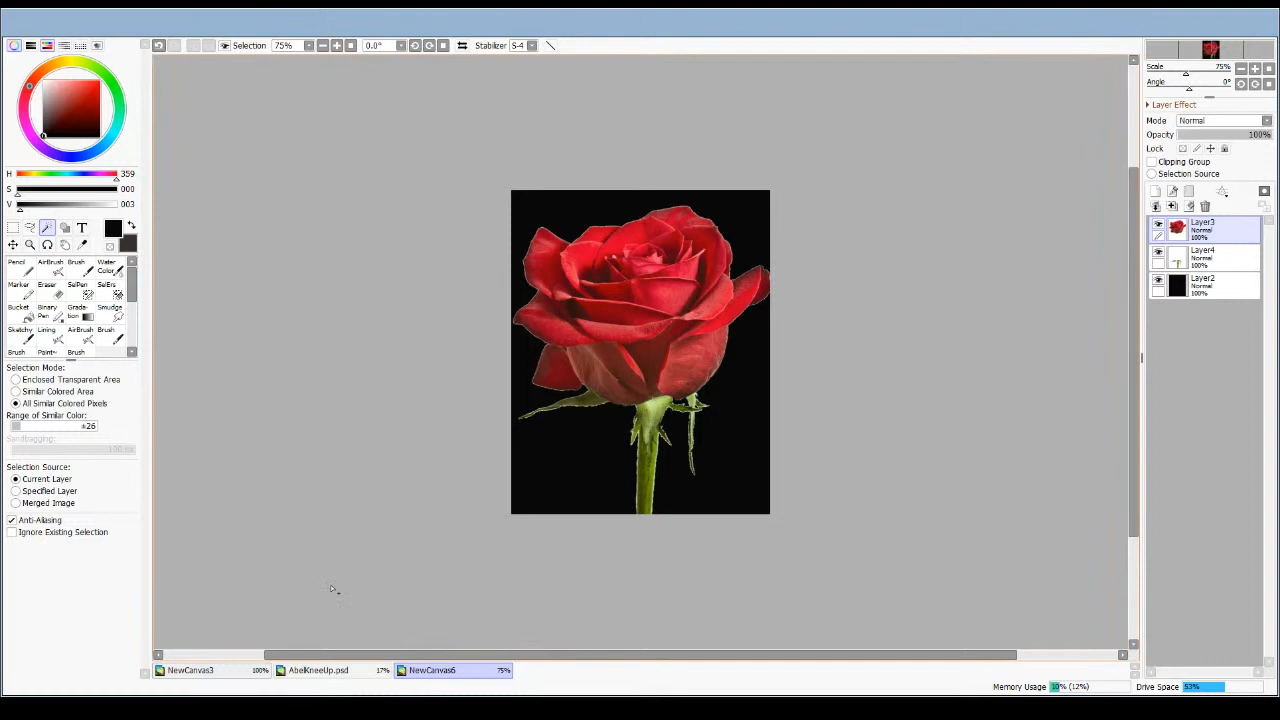 Selection 75% 0.0° Stabilizer S-4
Scale 75%
Angle 0°
Layer Effect
Mode Normal
Opacity 100%
Lock
Clipping Group
Selection Source
H 359
S 000
V 003
T
Pencil AirBrush Brush Water Color
Marker Eraser SelPen SelErs
Bucket Binary Pen Grada-tion Smudge
Sketchy Lining AirBrush Brush
Brush Paint~ Brush
Selection Mode:
Enclosed Transparent Area
Similar Colored Area
All Similar Colored Pixels
Range of Similar Color:
±26
Sandbagging:
Selection Source:
Current Layer
Specified Layer
Merged Image
Anti-Aliasing
Ignore Existing Selection
Layer3
Normal
100%
Layer4
Normal
100%
Layer2
Normal
100%
NewCanvas3 100% AbelKneeUp.psd 17% NewCanvas6 75%
Memory Usage 10% (12%) Drive Space 53%